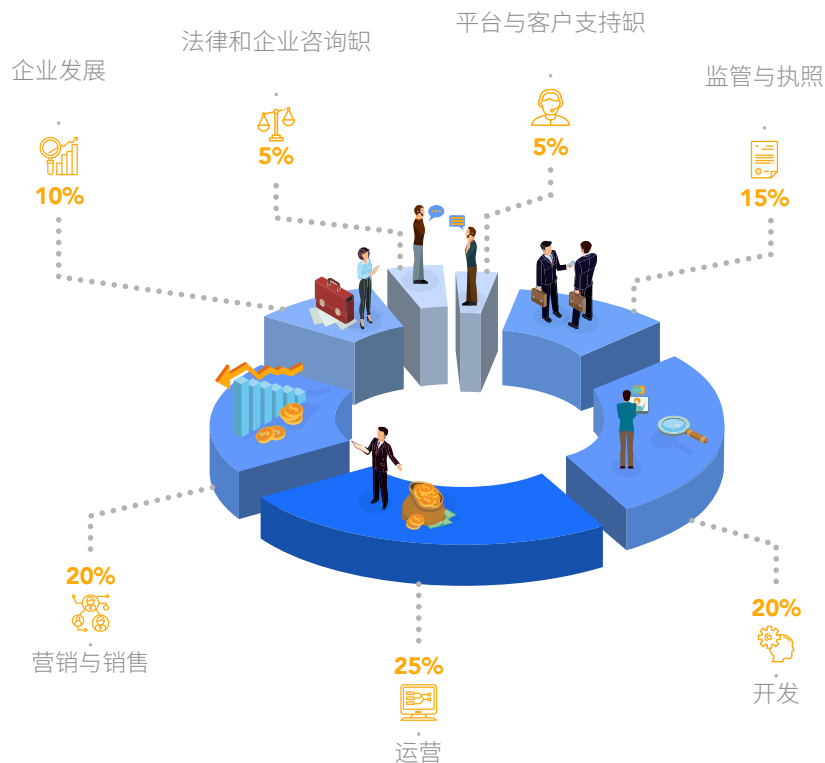 平台与客户支持缺
法律和企业咨询缺
企业发展
监管与执照
5%
5%
10%
15%
20%
营销与销售
25%
运营
20%
开发